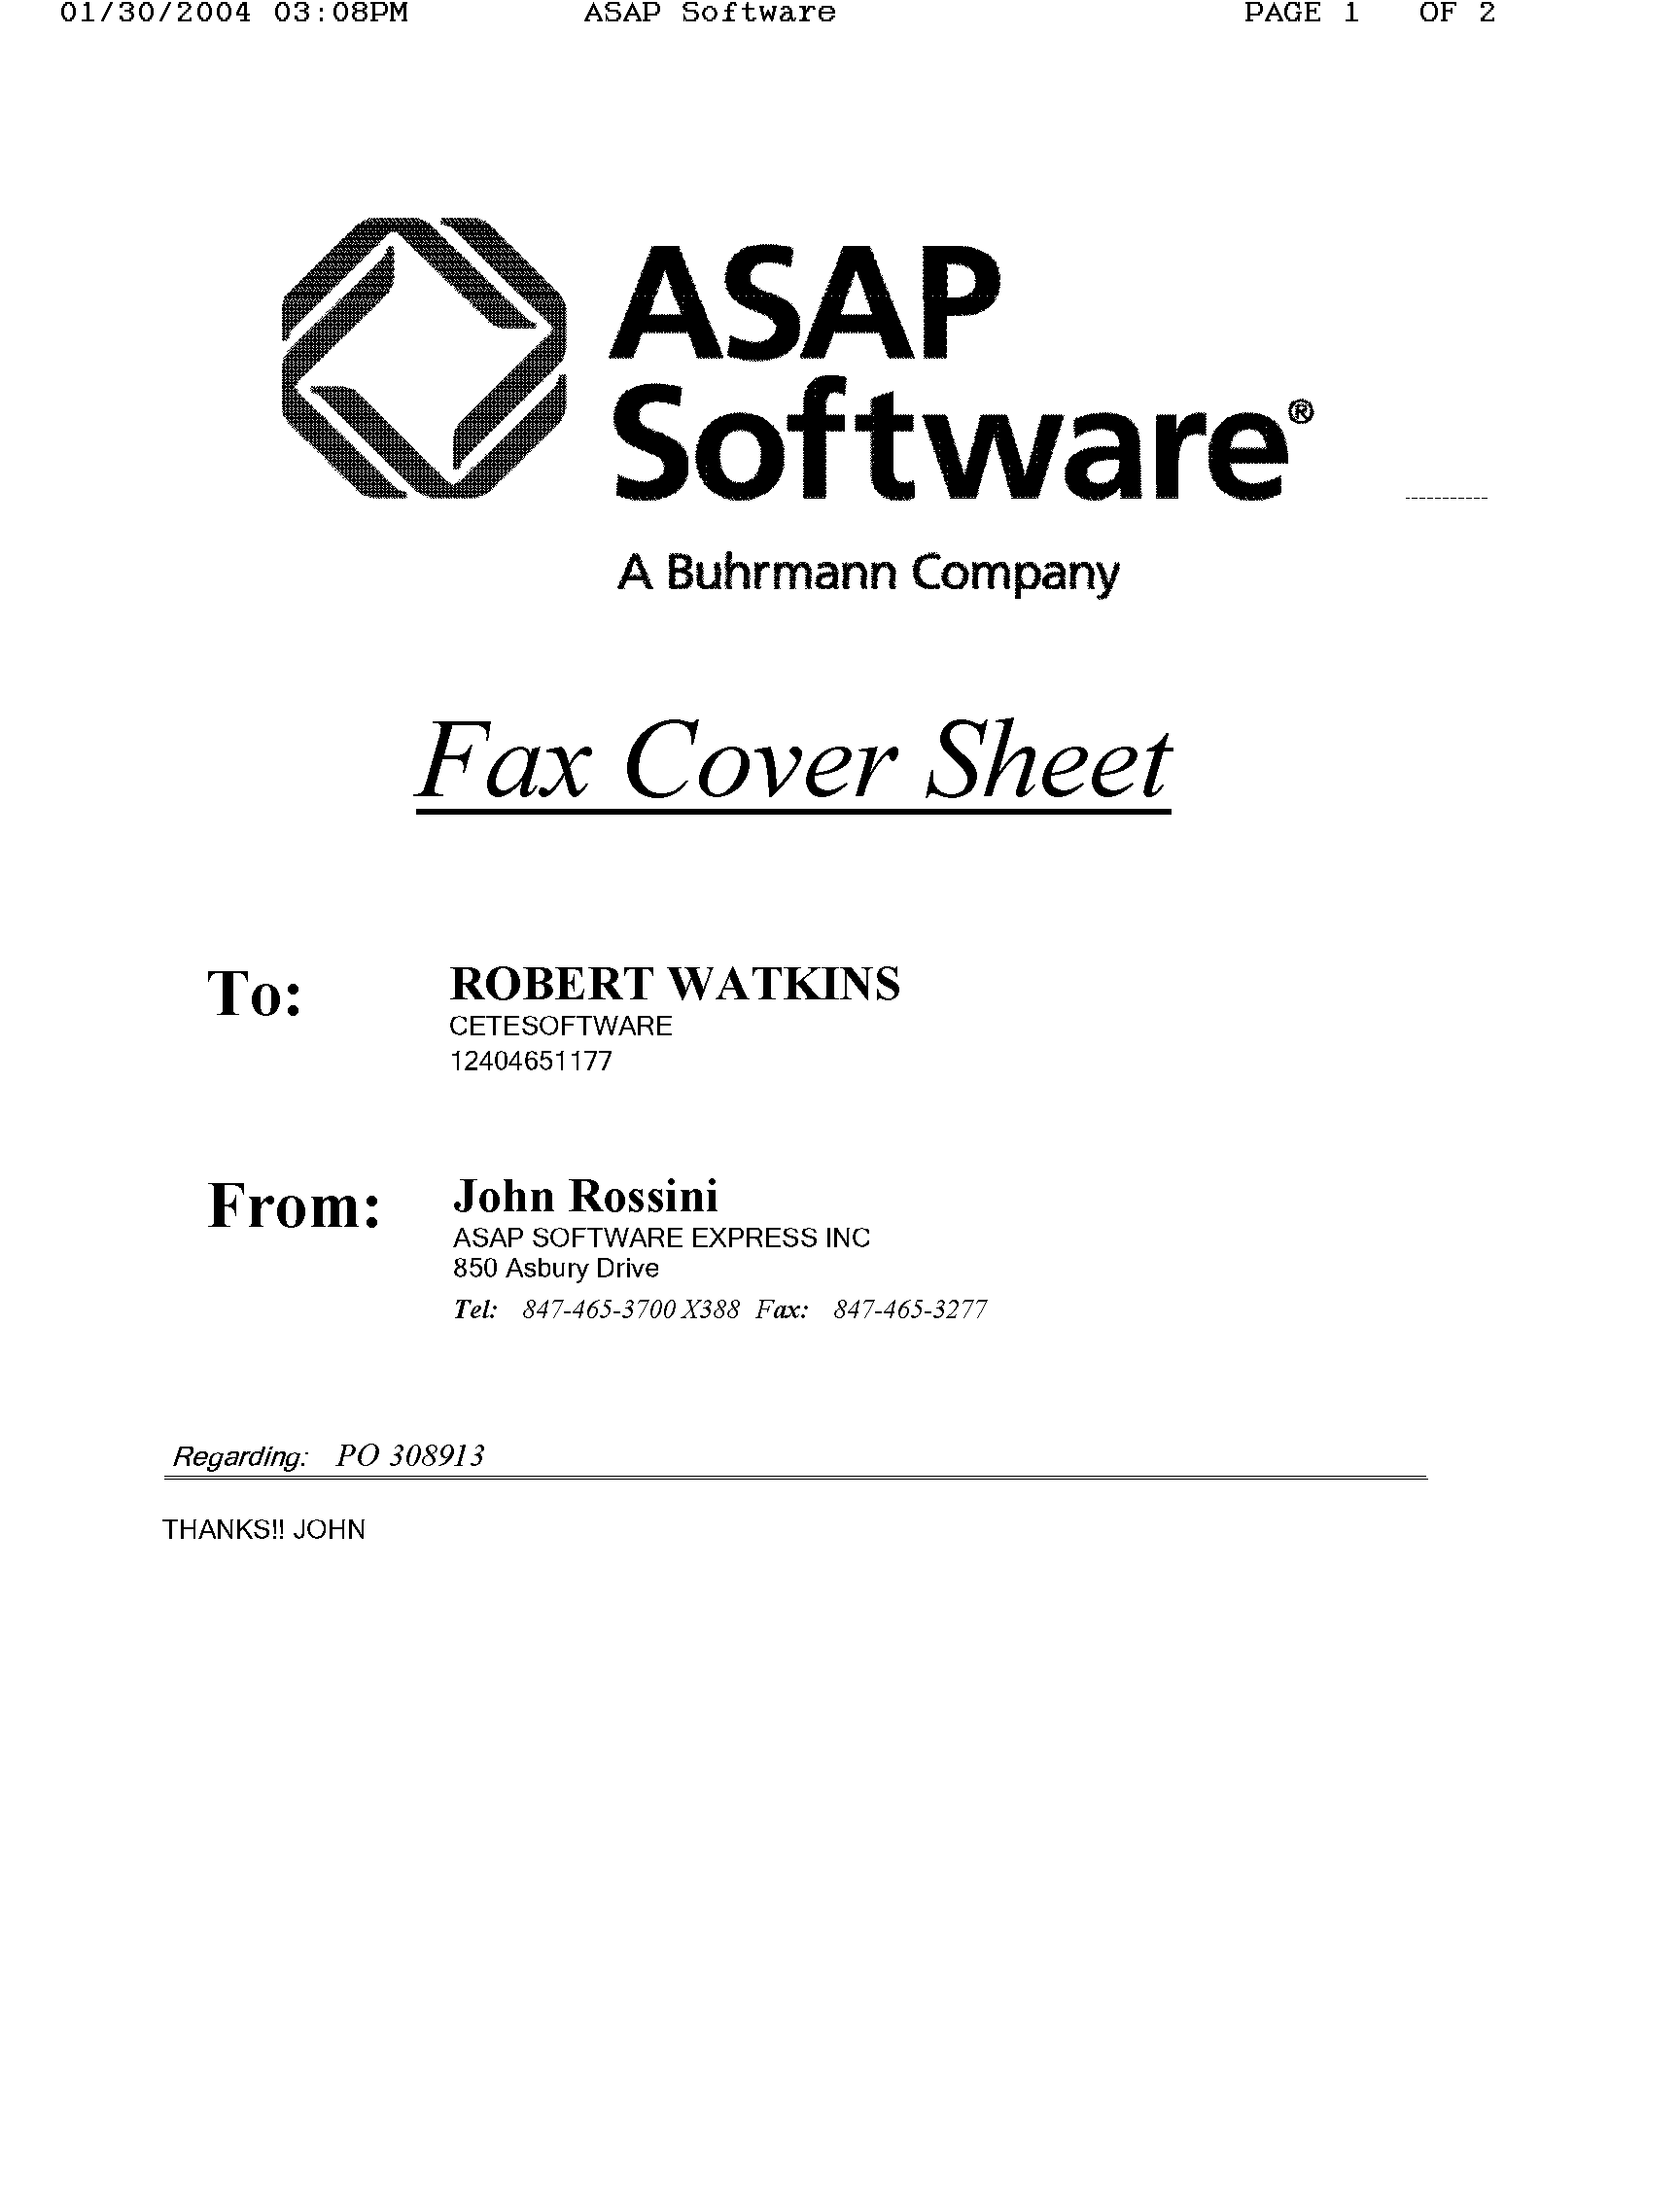 01/30/2004 03:08PM ASAP Software PAGE 1 OF 2
ASAP
Software®
A Buhrmann Company
Fax Cover Sheet
To: ROBERT WATKINS
CETESOFTWARE
12404651177
From: John Rossini
ASAP SOFTWARE EXPRESS INC
850 Asbury Drive
Tel: 847-465-3700 X388 Fax: 847-465-3277
Regarding: PO 308913
THANKS!! JOHN